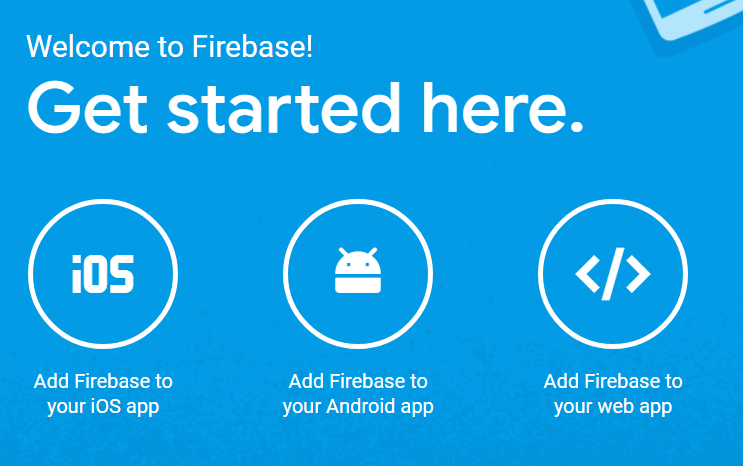 Welcome to Firebase!
Get started here.
iOS
</>
Add Firebase to
your iOS app
Add Firebase to
your Android app
Add Firebase to
your web app